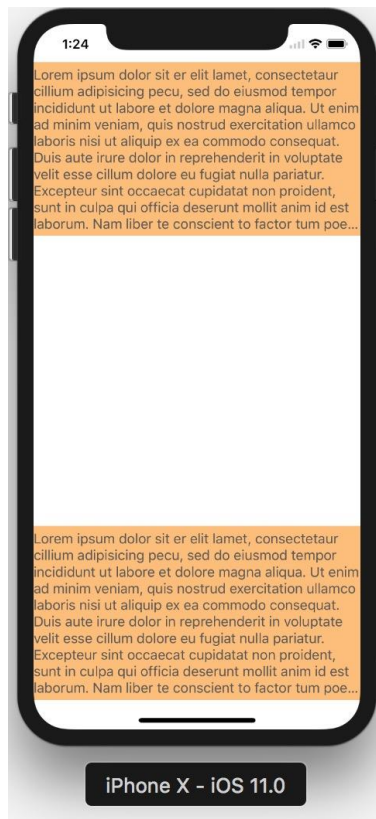 1:24
Lorem ipsum dolor sit er elit lamet, consectetaur
cillium adipisicing pecu, sed do eiusmod tempor
incididunt ut labore et dolore magna aliqua. Ut enim
ad minim veniam, quis nostrud exercitation ullamco
laboris nisi ut aliquip ex ea commodo consequat.
Duis aute irure dolor in reprehenderit in voluptate
velit esse cillum dolore eu fugiat nulla pariatur.
Excepteur sint occaecat cupidatat non proident,
sunt in culpa qui officia deserunt mollit anim id est
laborum. Nam liber te conscient to factor tum poe...
Lorem ipsum dolor sit er elit lamet, consectetaur
cillium adipisicing pecu, sed do eiusmod tempor
incididunt ut labore et dolore magna aliqua. Ut enim
ad minim veniam, quis nostrud exercitation ullamco
laboris nisi ut aliquip ex ea commodo consequat.
Duis aute irure dolor in reprehenderit in voluptate
velit esse cillum dolore eu fugiat nulla pariatur.
Excepteur sint occaecat cupidatat non proident,
sunt in culpa qui officia deserunt mollit anim id est
laborum. Nam liber te conscient to factor tum poe...
iPhone X - iOS 11.0